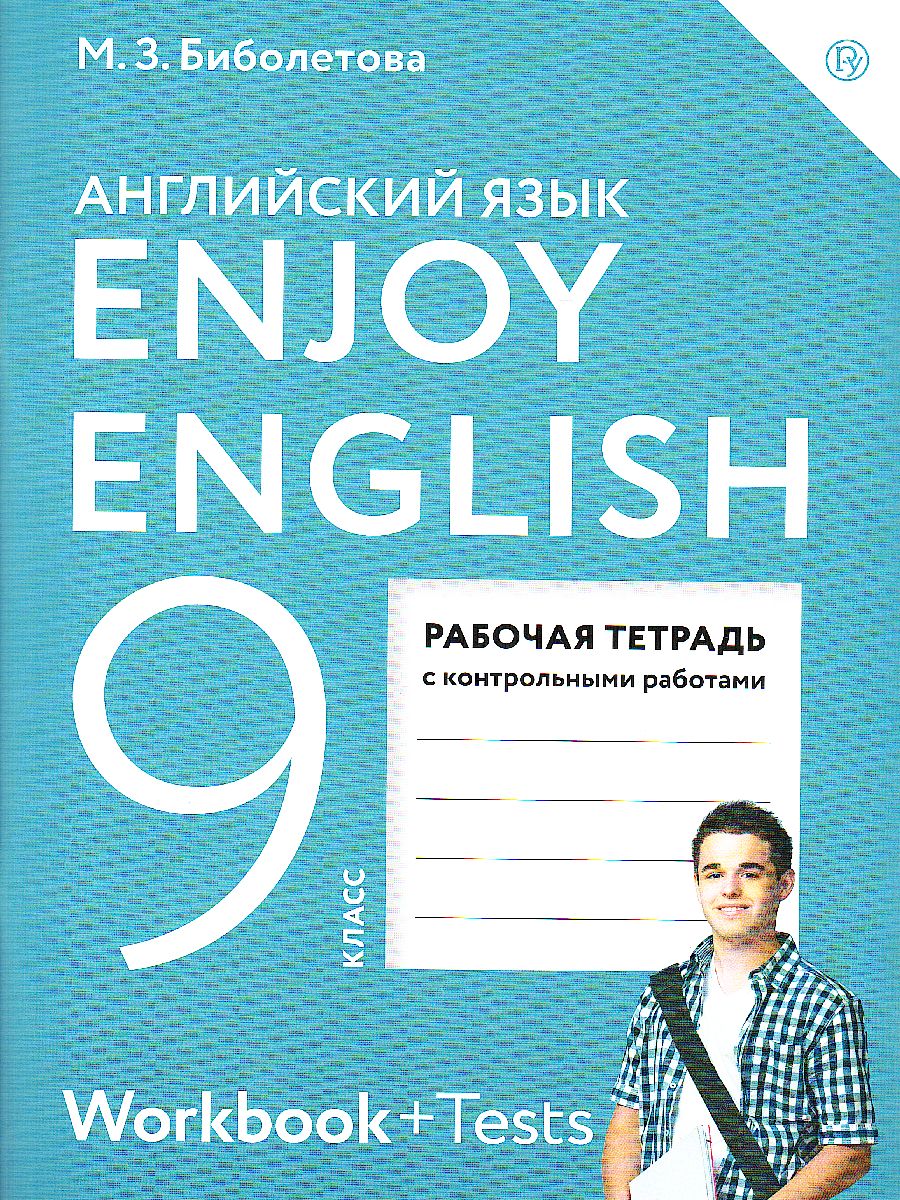 М. З. Биболетова
АНГЛИЙСКИЙ ЯЗЫК
ENJOY
ENGLISH
9
КЛАСС
РАБОЧАЯ ТЕТРАДЬ
с контрольными работами
Workbook+Tests